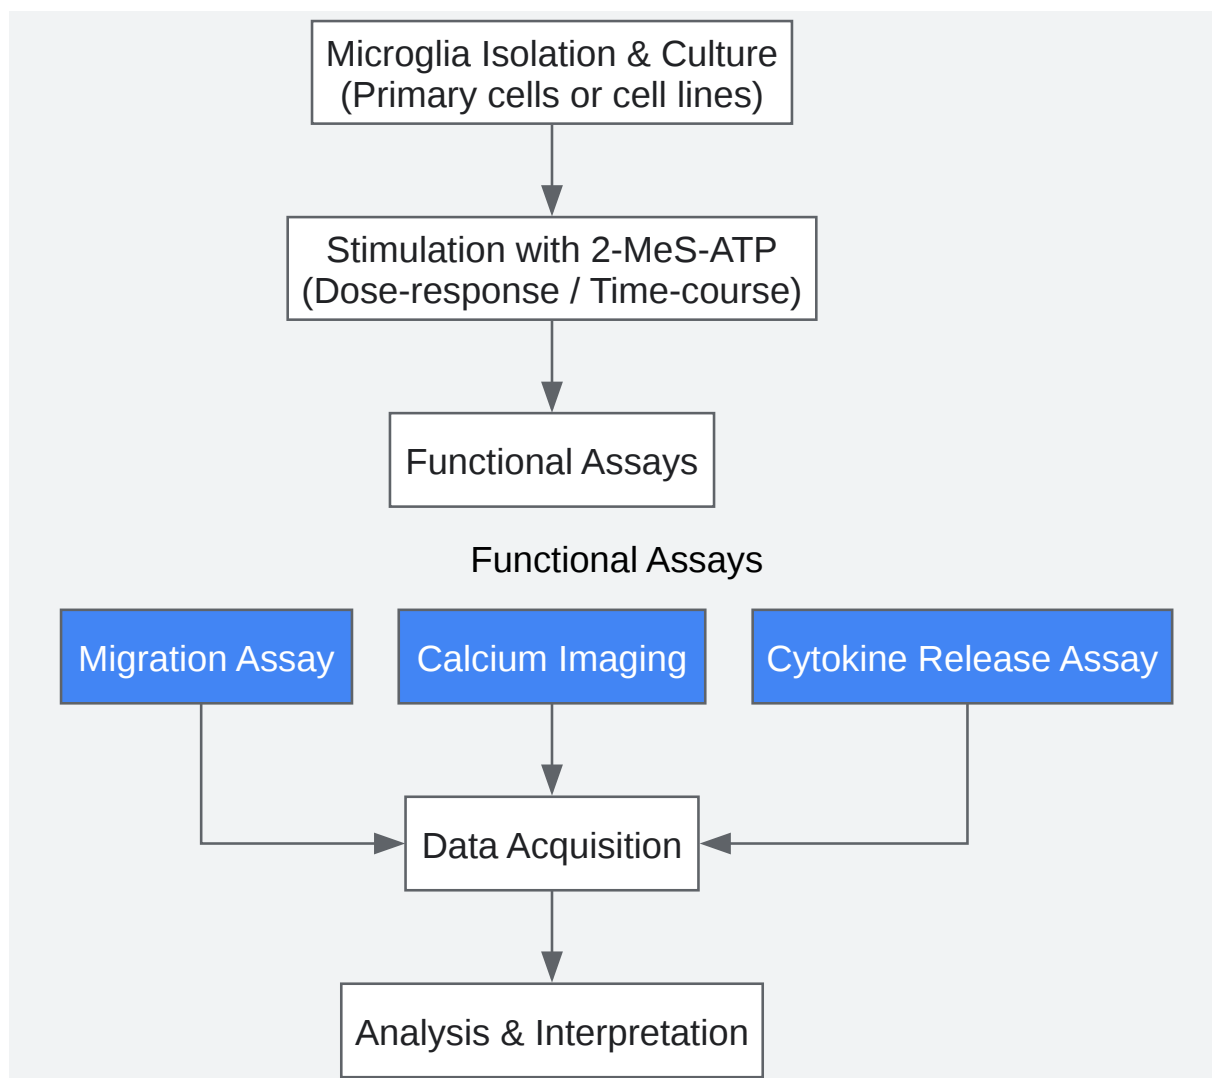 Microglia Isolation & Culture
(Primary cells or cell lines)
Stimulation with 2-MeS-ATP
(Dose-response / Time-course)
Functional Assays
Functional Assays
Migration Assay
Calcium Imaging
Cytokine Release Assay
Data Acquisition
Analysis & Interpretation